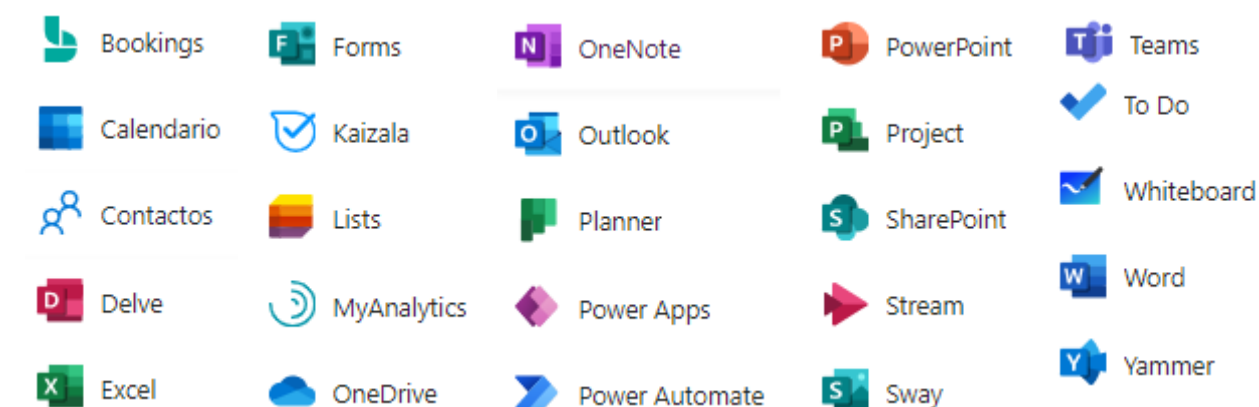 Bookings
Calendario
Contactos
D Delve
X Excel
F Forms
Kaizala
Lists
MyAnalytics
OneDrive
N OneNote
O Outlook
Planner
Power Apps
Power Automate
P PowerPoint
P Project
S SharePoint
Stream
S Sway
T Teams
To Do
Whiteboard
W Word
Y Yammer